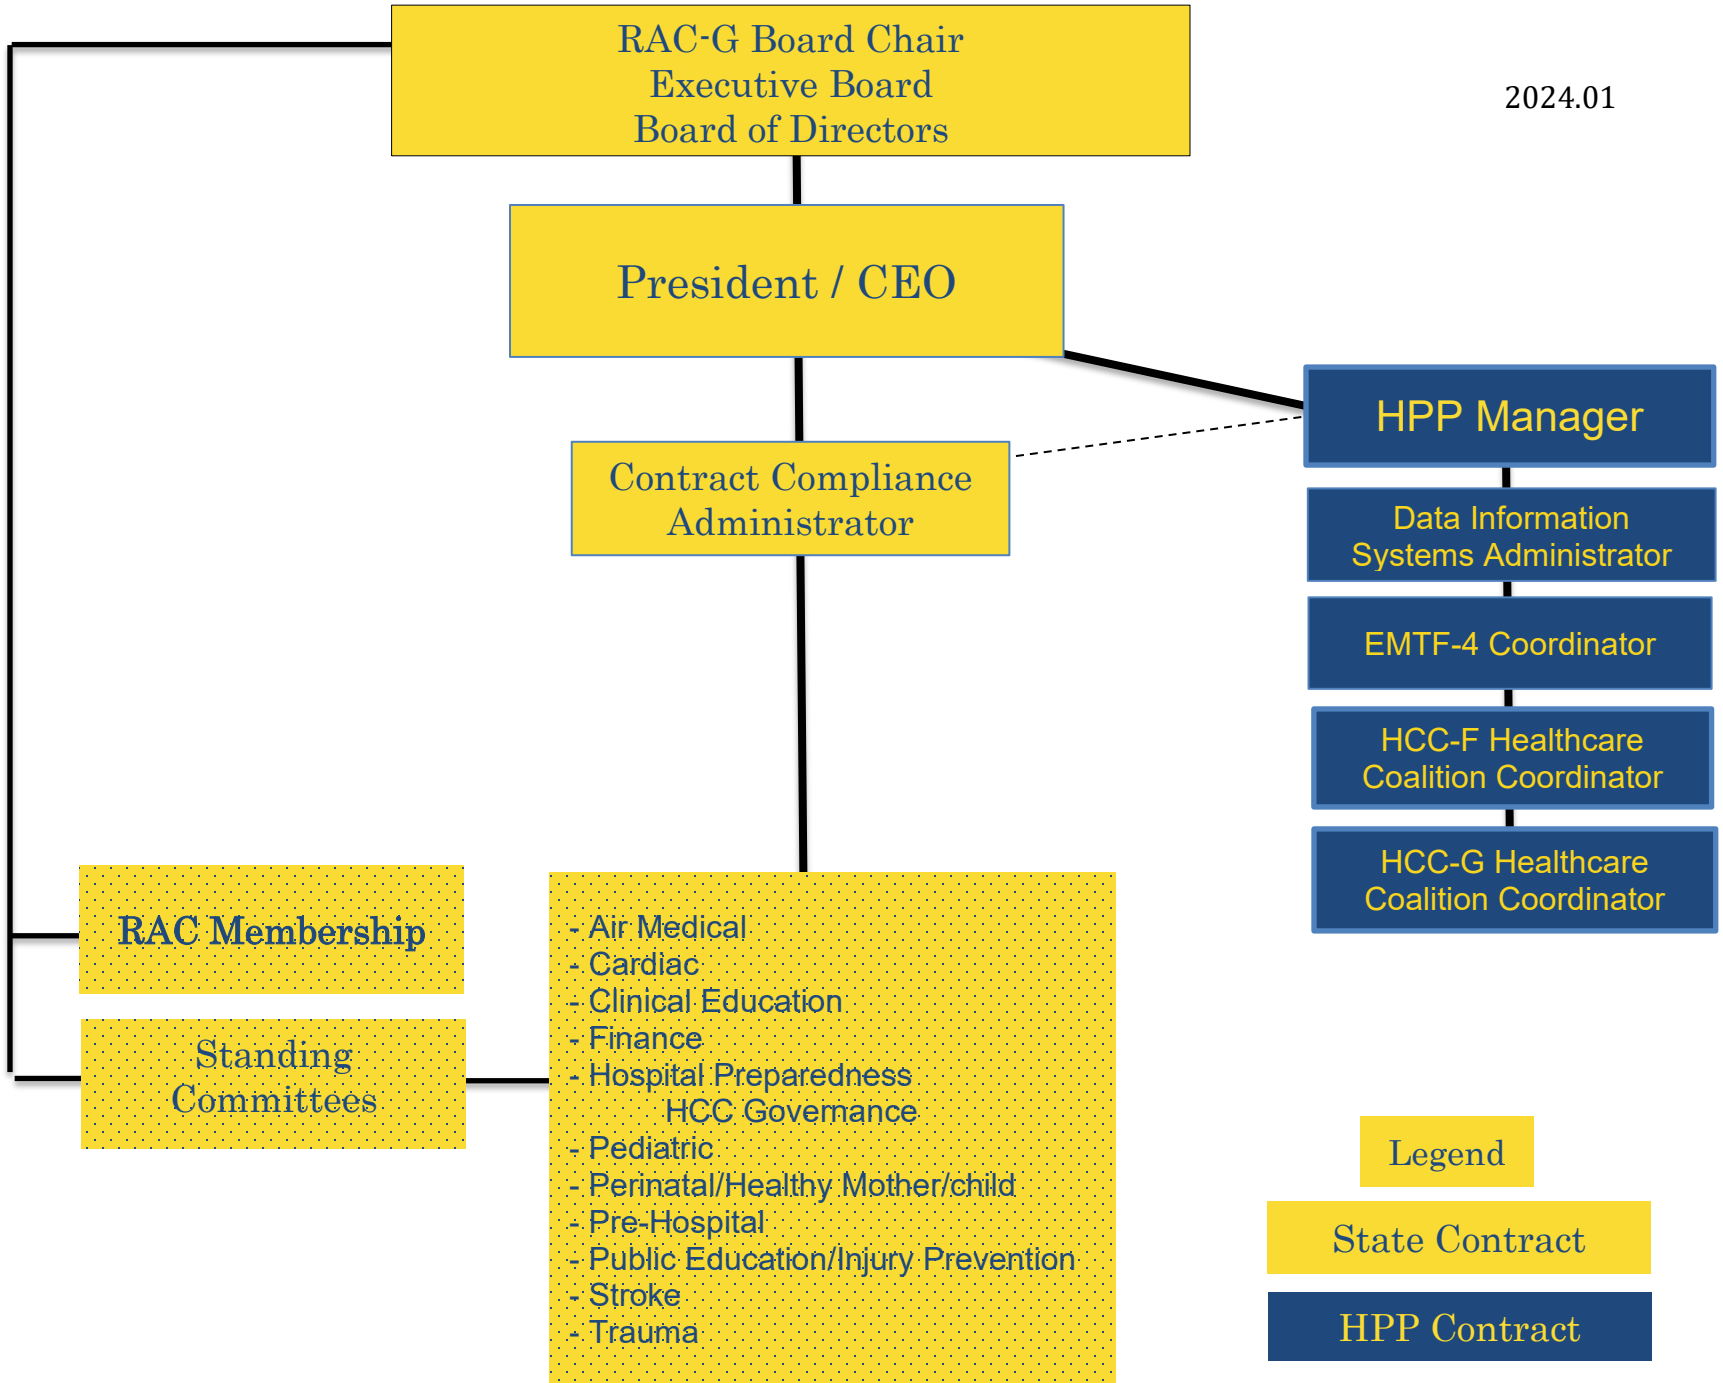 RAC-G Board Chair
Executive Board
Board of Directors
2024.01
President / CEO
HPP Manager
Contract Compliance
Administrator
Data Information
Systems Administrator
EMTF-4 Coordinator
HCC-F Healthcare
Coalition Coordinator
HCC-G Healthcare
Coalition Coordinator
RAC Membership
Standing
Committees
- Air Medical
- Cardiac
- Clinical Education
- Finance
- Hospital Preparedness
HCC Governance
- Pediatric
- Perinatal/Healthy Mother/child
- Pre-Hospital
- Public Education/Injury Prevention
- Stroke
- Trauma
Legend
State Contract
HPP Contract